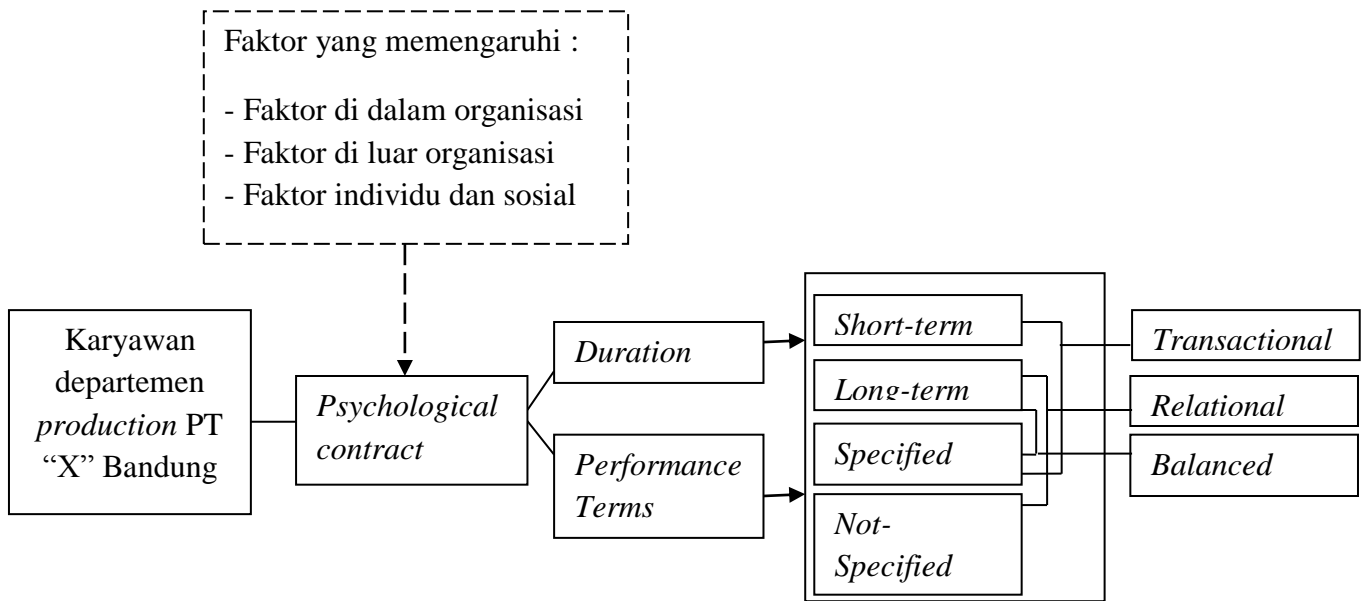 Faktor yang memengaruhi :
- Faktor di dalam organisasi
- Faktor di luar organisasi
- Faktor individu dan sosial
Karyawan
departemen
production PT
“X” Bandung
Psychological
contract
Duration
Performance
Terms
Short-term
Long-term
Specified
Not-
Specified
Transactional
Relational
Balanced